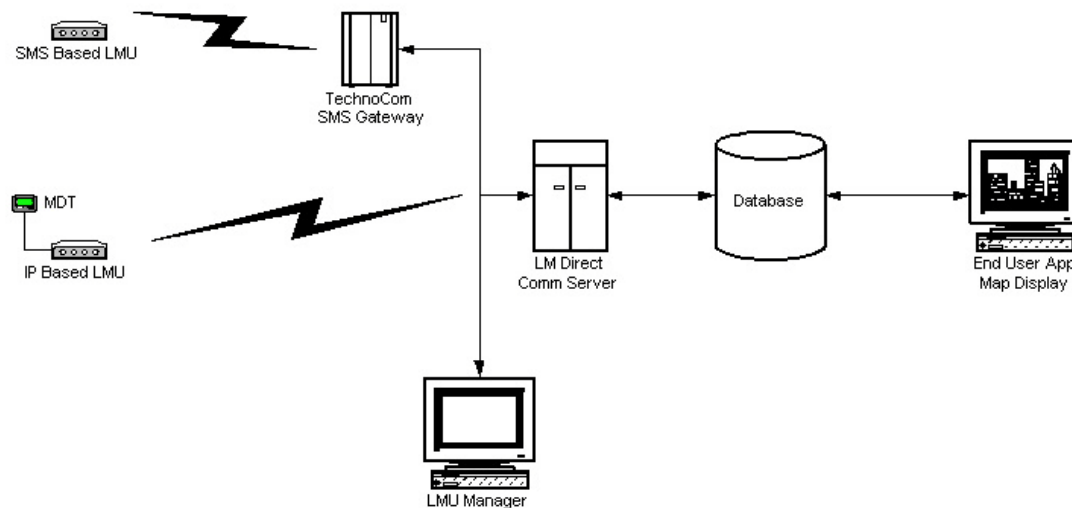 SMS Based LMU
TechnoCom
SMS Gateway
MDT
IP Based LMU
LM Direct
Comm Server
Database
End User App
Map Display
LMU Manager